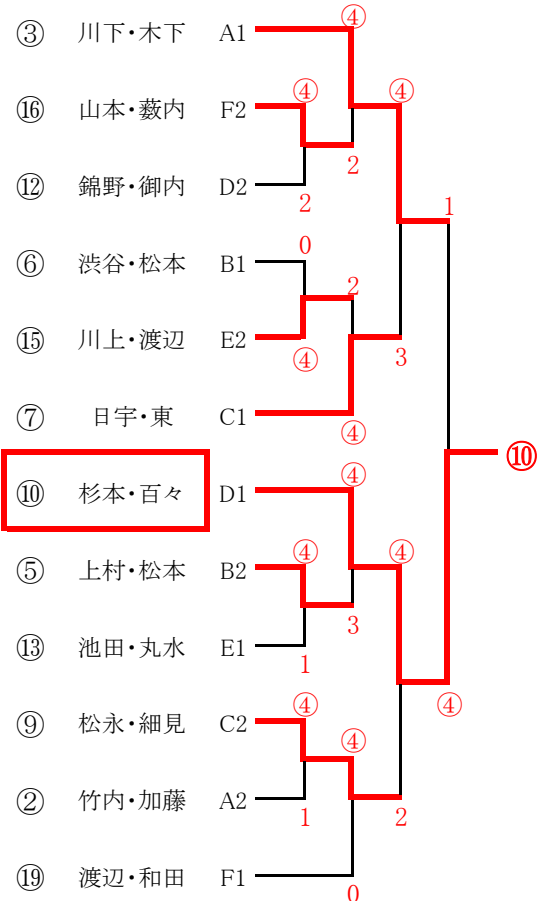 ④
③ 川下・木下 A1
④ ④
⑯ 山本・薮内 F2
2
⑫ 錦野・御内 D2
2 1
0
⑥ 渋谷・松本 B1
2
⑮ 川上・渡辺 E2
④ 3
⑦ 日宇・東 C1
④
⑩
④
⑩ 杉本・百々 D1
④ ④
⑤ 上村・松本 B2
3
⑬ 池田・丸水 E1
1
④ ④
⑨ 松永・細見 C2
④
② 竹内・加藤 A2
1 2
⑲ 渡辺・和田 F1
0